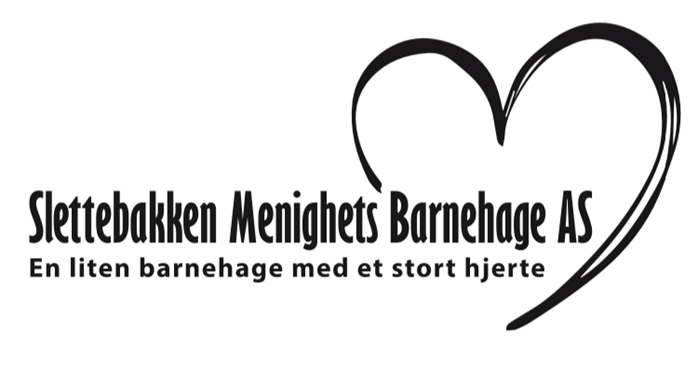 Slettebakken Menighets Barnehage AS
En liten barnehage med et stort hjerte